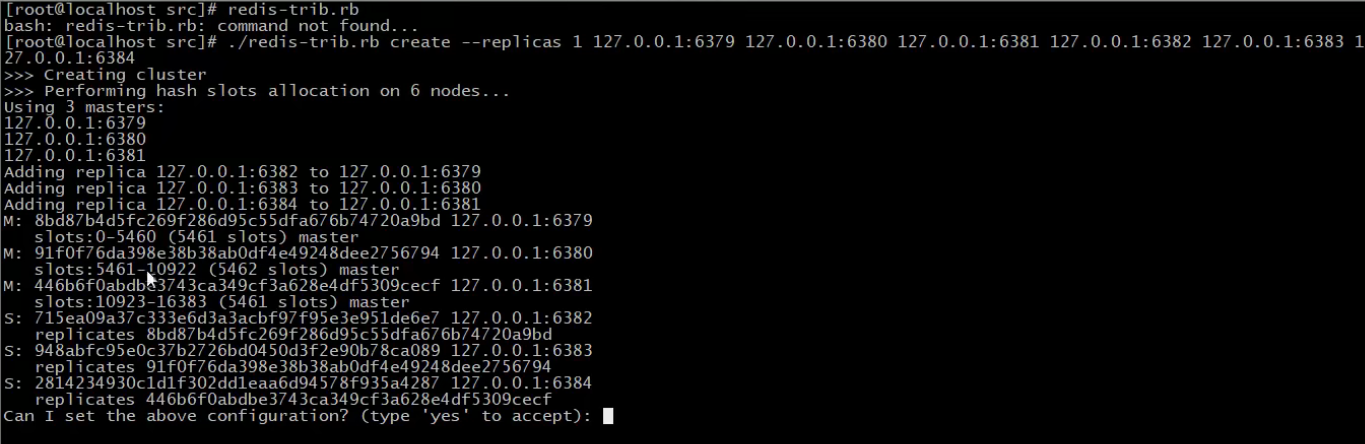 [root@localhost src]# redis-trib.rb
bash: redis-trib.rb: command not found...
[root@localhost src]# ./redis-trib.rb create --replicas 1 127.0.0.1:6379 127.0.0.1:6380 127.0.0.1:6381 127.0.0.1:6382 127.0.0.1:6383 1
27.0.0.1:6384
>>> Creating cluster
>>> Performing hash slots allocation on 6 nodes...
Using 3 masters:
127.0.0.1:6379
127.0.0.1:6380
127.0.0.1:6381
Adding replica 127.0.0.1:6382 to 127.0.0.1:6379
Adding replica 127.0.0.1:6383 to 127.0.0.1:6380
Adding replica 127.0.0.1:6384 to 127.0.0.1:6381
M: 8bd87b4d5fc269f286d95c55dfa676b74720a9bd 127.0.0.1:6379
   slots:0-5460 (5461 slots) master
M: 91f0f76da398e38b38ab0df4e49248dee2756794 127.0.0.1:6380
   slots:5461-10922 (5462 slots) master
M: 446b6f0abdbe3743ca349cf3a628e4df5309cecf 127.0.0.1:6381
   slots:10923-16383 (5461 slots) master
S: 715ea09a37c333e6d3a3acbf97f95e3e951de6e7 127.0.0.1:6382
   replicates 8bd87b4d5fc269f286d95c55dfa676b74720a9bd
S: 948abfc95e0c37b2726bd0450d3f2e90b78ca089 127.0.0.1:6383
   replicates 91f0f76da398e38b38ab0df4e49248dee2756794
S: 2814234930c1d1f302dd1eaa6d94578f935a4287 127.0.0.1:6384
   replicates 446b6f0abdbe3743ca349cf3a628e4df5309cecf
Can I set the above configuration? (type 'yes' to accept):